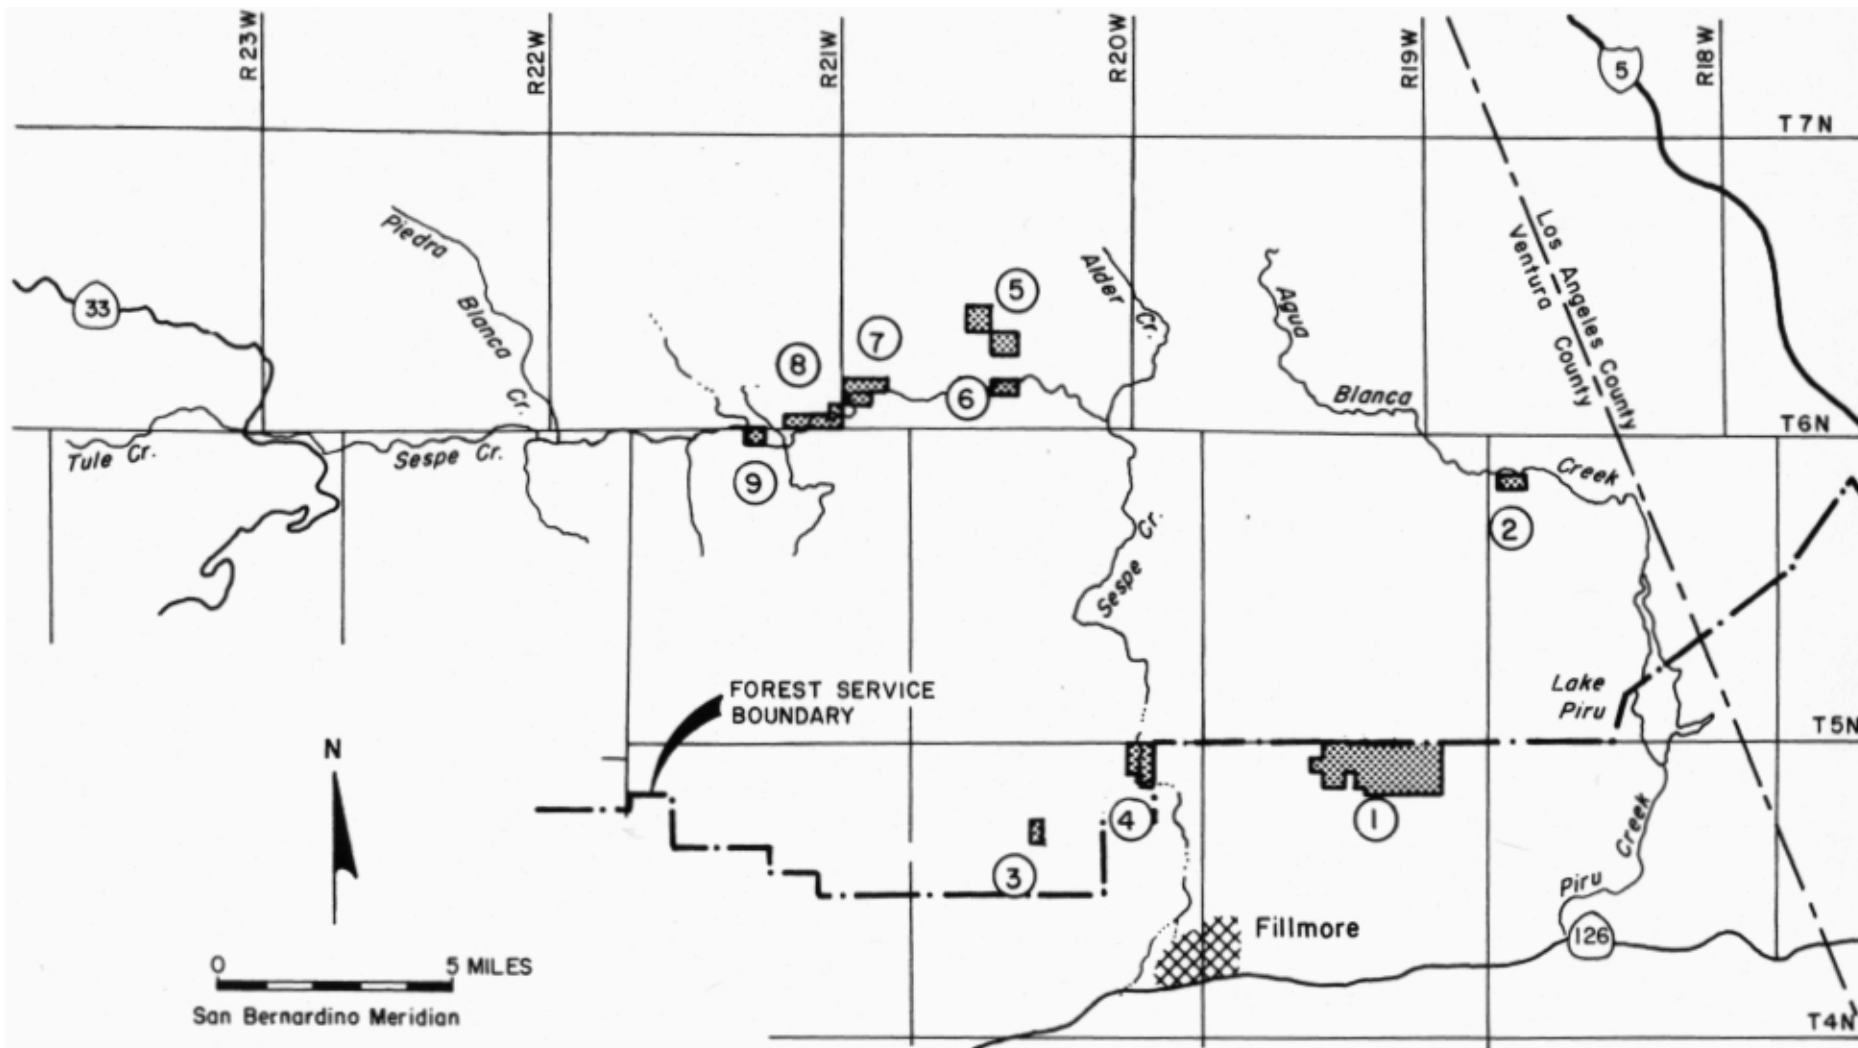 R23W
R22W
R21W
R20W
R19W
R18W
5
T7N
Piedra
Blanca
Cr.
33
Alder
Cr.
Agua
Blanca
Creek
Los Angeles County
Ventura County
5
7
8
6
T6N
Tule Cr.
Sespe Cr.
9
2
Sespe Cr.
FOREST SERVICE
BOUNDARY
Lake
Piru
T5N
N
4
1
3
Piru
Creek
Fillmore
126
0 5 MILES
San Bernardino Meridian
T4N